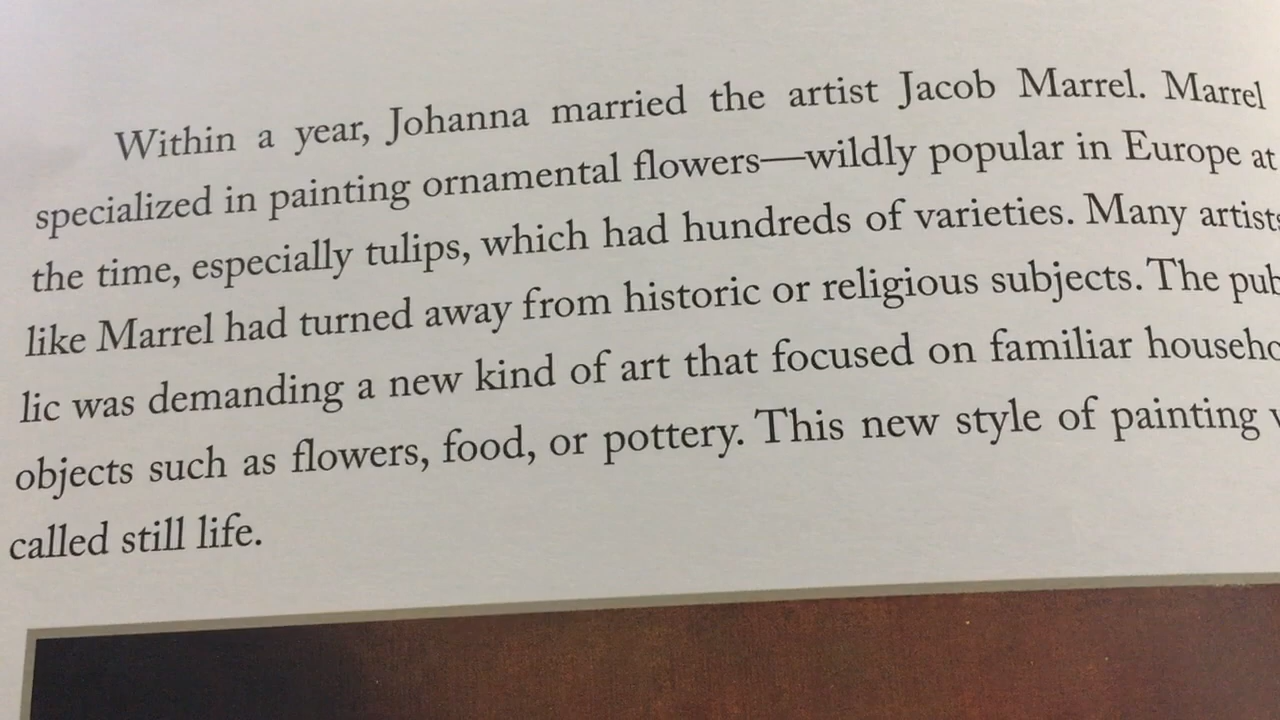 Within a year, Johanna married the artist Jacob Marrel. Marrel
specialized in painting ornamental flowers—wildly popular in Europe at
the time, especially tulips, which had hundreds of varieties. Many artists
like Marrel had turned away from historic or religious subjects. The pub
lic was demanding a new kind of art that focused on familiar househo
objects such as flowers, food, or pottery. This new style of painting
called still life.